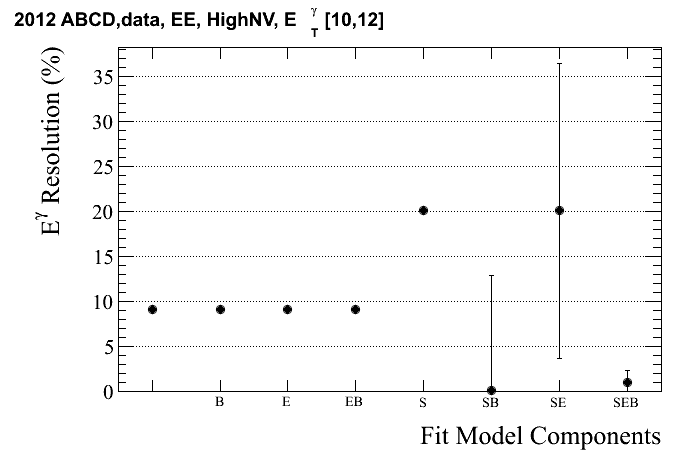 2012 ABCD,data, EE, HighNV, E γ T [10,12]
E γ Resolution (%)
35
30
25
20
15
10
5
0
B E EB S SB SE SEB
Fit Model Components